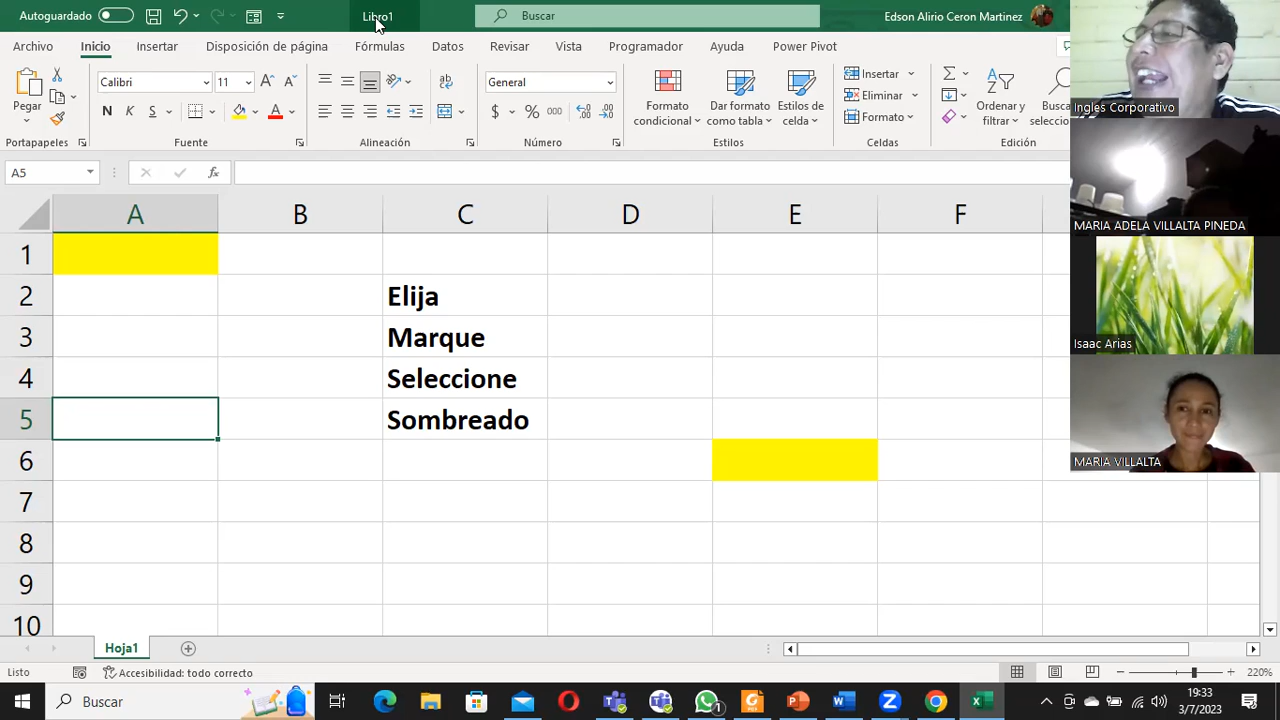 Autoguardado
Libro1
Buscar
Edson Alirio Ceron Martinez
Archivo Inicio Insertar Disposición de página Fórmulas Datos Revisar Vista Programador Ayuda Power Pivot
Pegar
Calibri 11
N K S
General
$ % 000
Formato condicional
Dar formato como tabla
Estilos de celda
Insertar
Eliminar
Formato
Ordenar y filtrar
Portapapeles Fuente Alineación Número Estilos Celdas Edición
A5 fx
A B C D E F
1
2 Elija
3 Marque
4 Seleccione
5 Sombreado
6
7
8
9
10
Hoja1
Listo Accesibilidad: todo correcto 220%
Buscar
19:33
3/7/2023
Ingles Corporativo
MARIA ADELA VILLALTA PINEDA
Isaac Arias
MARIA VILLALTA